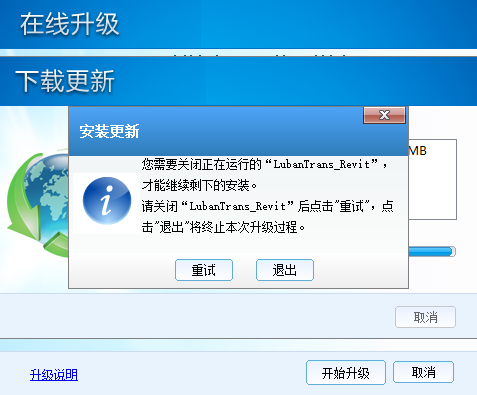 在线升级
下载更新
安装更新
MB
您需要关闭正在运行的“LubanTrans_Revit”，
才能继续剩下的安装。
请关闭“LubanTrans_Revit”后点击"重试"，点
击"退出"将终止本次升级过程。
重试 退出
取消
升级说明 开始升级 取消